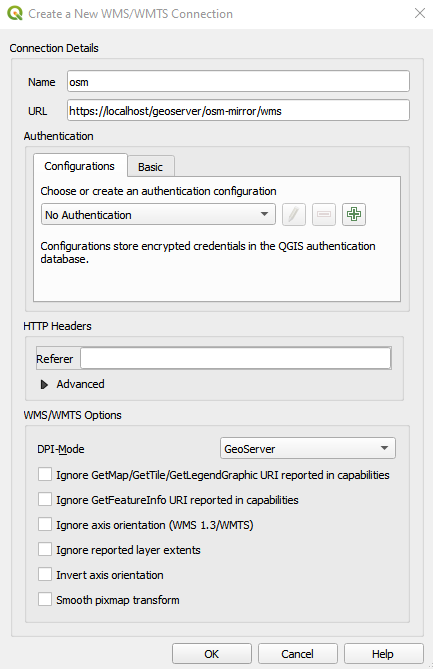 Create a New WMS/WMTS Connection
Connection Details
Name osm
URL https://localhost/geoserver/osm-mirror/wms
Authentication
Configurations Basic
Choose or create an authentication configuration
No Authentication
Configurations store encrypted credentials in the QGIS authentication
database.
HTTP Headers
Referer
Advanced
WMS/WMTS Options
DPI-Mode GeoServer
Ignore GetMap/GetTile/GetLegendGraphic URI reported in capabilities
Ignore GetFeatureInfo URI reported in capabilities
Ignore axis orientation (WMS 1.3/WMTS)
Ignore reported layer extents
Invert axis orientation
Smooth pixmap transform
OK Cancel Help